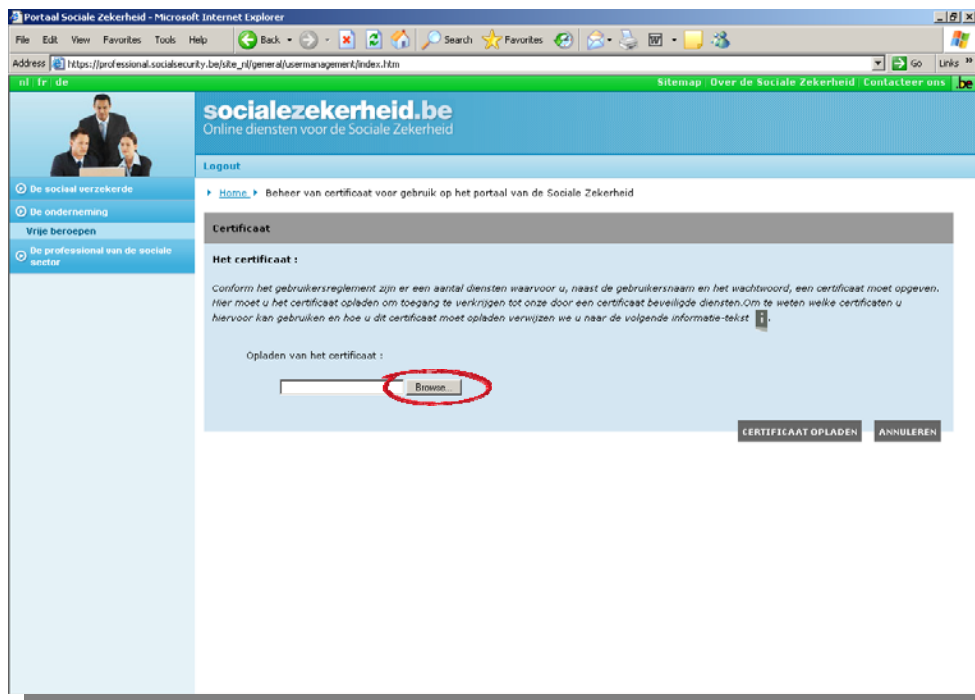 Portaal Sociale Zekerheid - Microsoft Internet Explorer
File Edit View Favorites Tools Help Back Search Favorites
Address https://professional.socialsecurity.be/site_nl/general/usermanagement/index.htm Go Links »
nl | fr | de Sitemap | Over de Sociale Zekerheid | Contacteer ons .be
socialezekerheid.be
Online diensten voor de Sociale Zekerheid
Logout
De sociaal verzekerde
De onderneming
Vrije beroepen
De professional van de sociale
sector
Home Beheer van certificaat voor gebruik op het portaal van de Sociale Zekerheid
Certificaat
Het certificaat :
Conform het gebruikersreglement zijn er een aantal diensten waarvoor u, naast de gebruikersnaam en het wachtwoord, een certificaat moet opgeven.
Hier moet u het certificaat opladen om toegang te verkrijgen tot onze door een certificaat beveiligde diensten.Om te weten welke certificaten u
hiervoor kan gebruiken en hoe u dit certificaat moet opladen verwijzen we u naar de volgende informatie-tekst i.
Opladen van het certificaat :
Browse...
CERTIFICAAT OPLADEN ANNULEREN